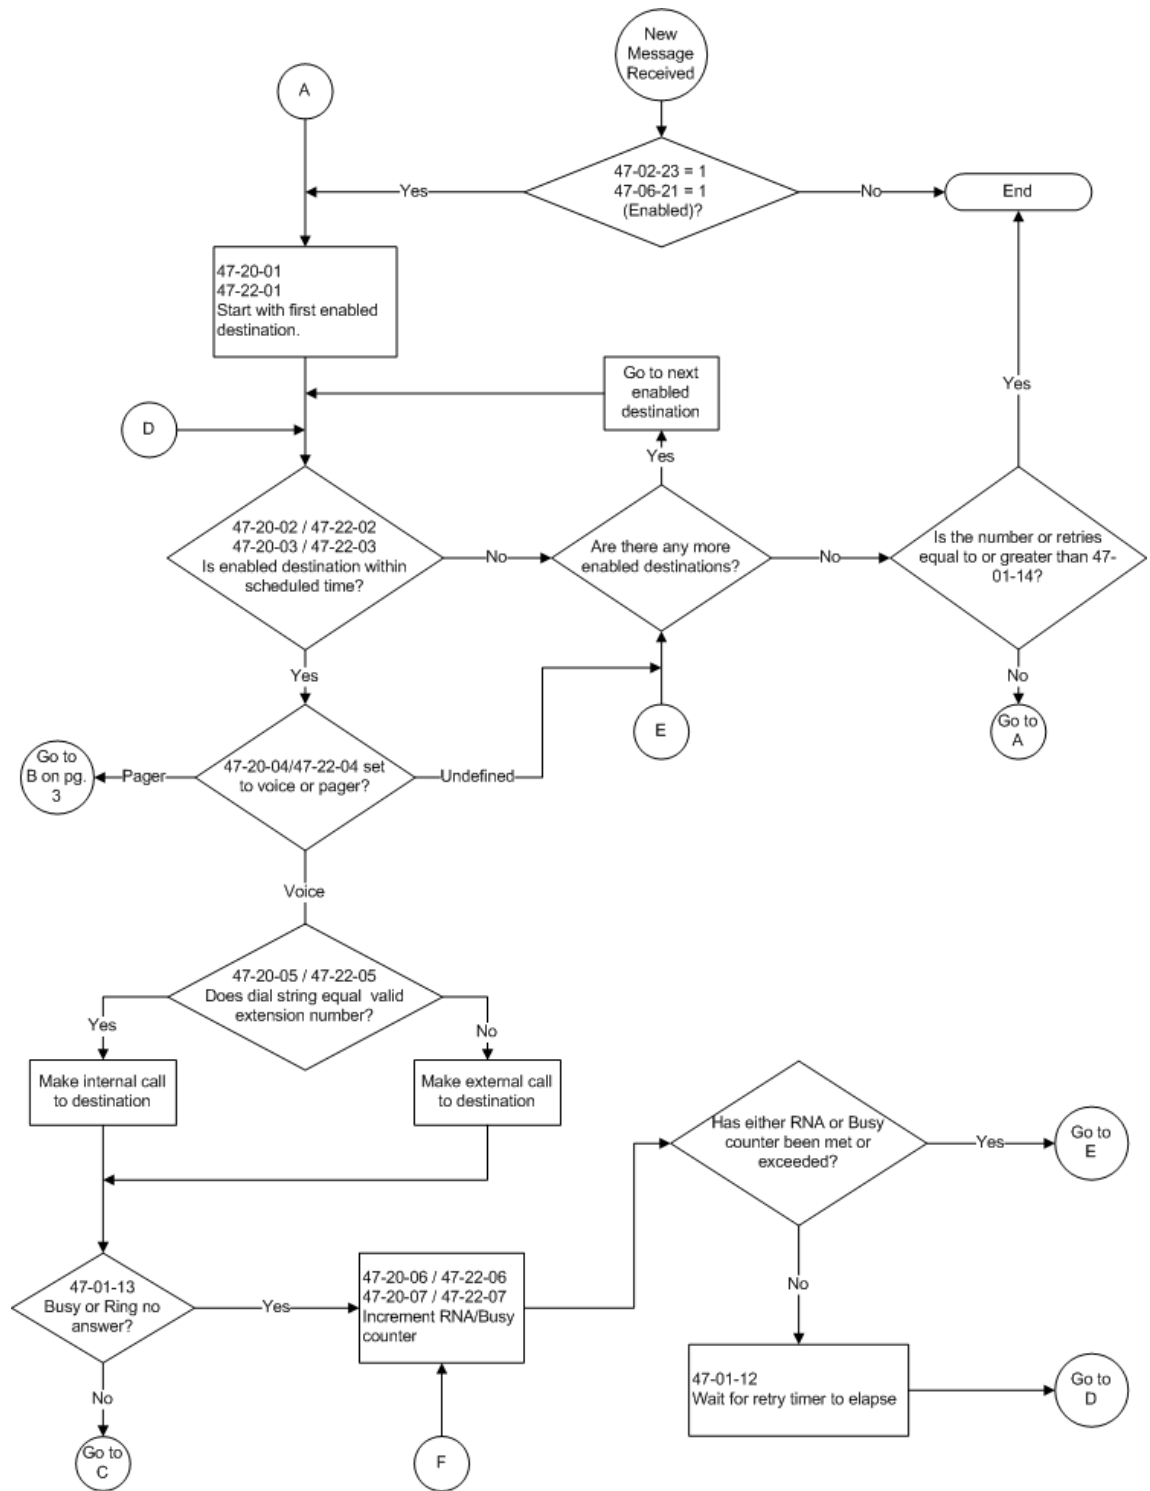 New
Message
Received
A
47-02-23 = 1
47-06-21 = 1
(Enabled)?
Yes
No
End
47-20-01
47-22-01
Start with first enabled
destination.
Go to next
enabled
destination
Yes
D
Yes
47-20-02 / 47-22-02
47-20-03 / 47-22-03
Is enabled destination within
scheduled time?
No
Are there any more
enabled destinations?
No
Is the number or retries
equal to or greater than 47-
01-14?
Yes
No
E
Go to
A
Go to
B on pg.
3
Pager
47-20-04/47-22-04 set
to voice or pager?
Undefined
Voice
47-20-05 / 47-22-05
Does dial string equal  valid
extension number?
Yes
No
Make internal call
to destination
Make external call
to destination
Has either RNA or Busy
counter been met or
exceeded?
Yes
Go to
E
47-01-13
Busy or Ring no
answer?
Yes
47-20-06 / 47-22-06
47-20-07 / 47-22-07
Increment RNA/Busy
counter
No
No
47-01-12
Wait for retry timer to elapse
Go to
D
Go to
C
F